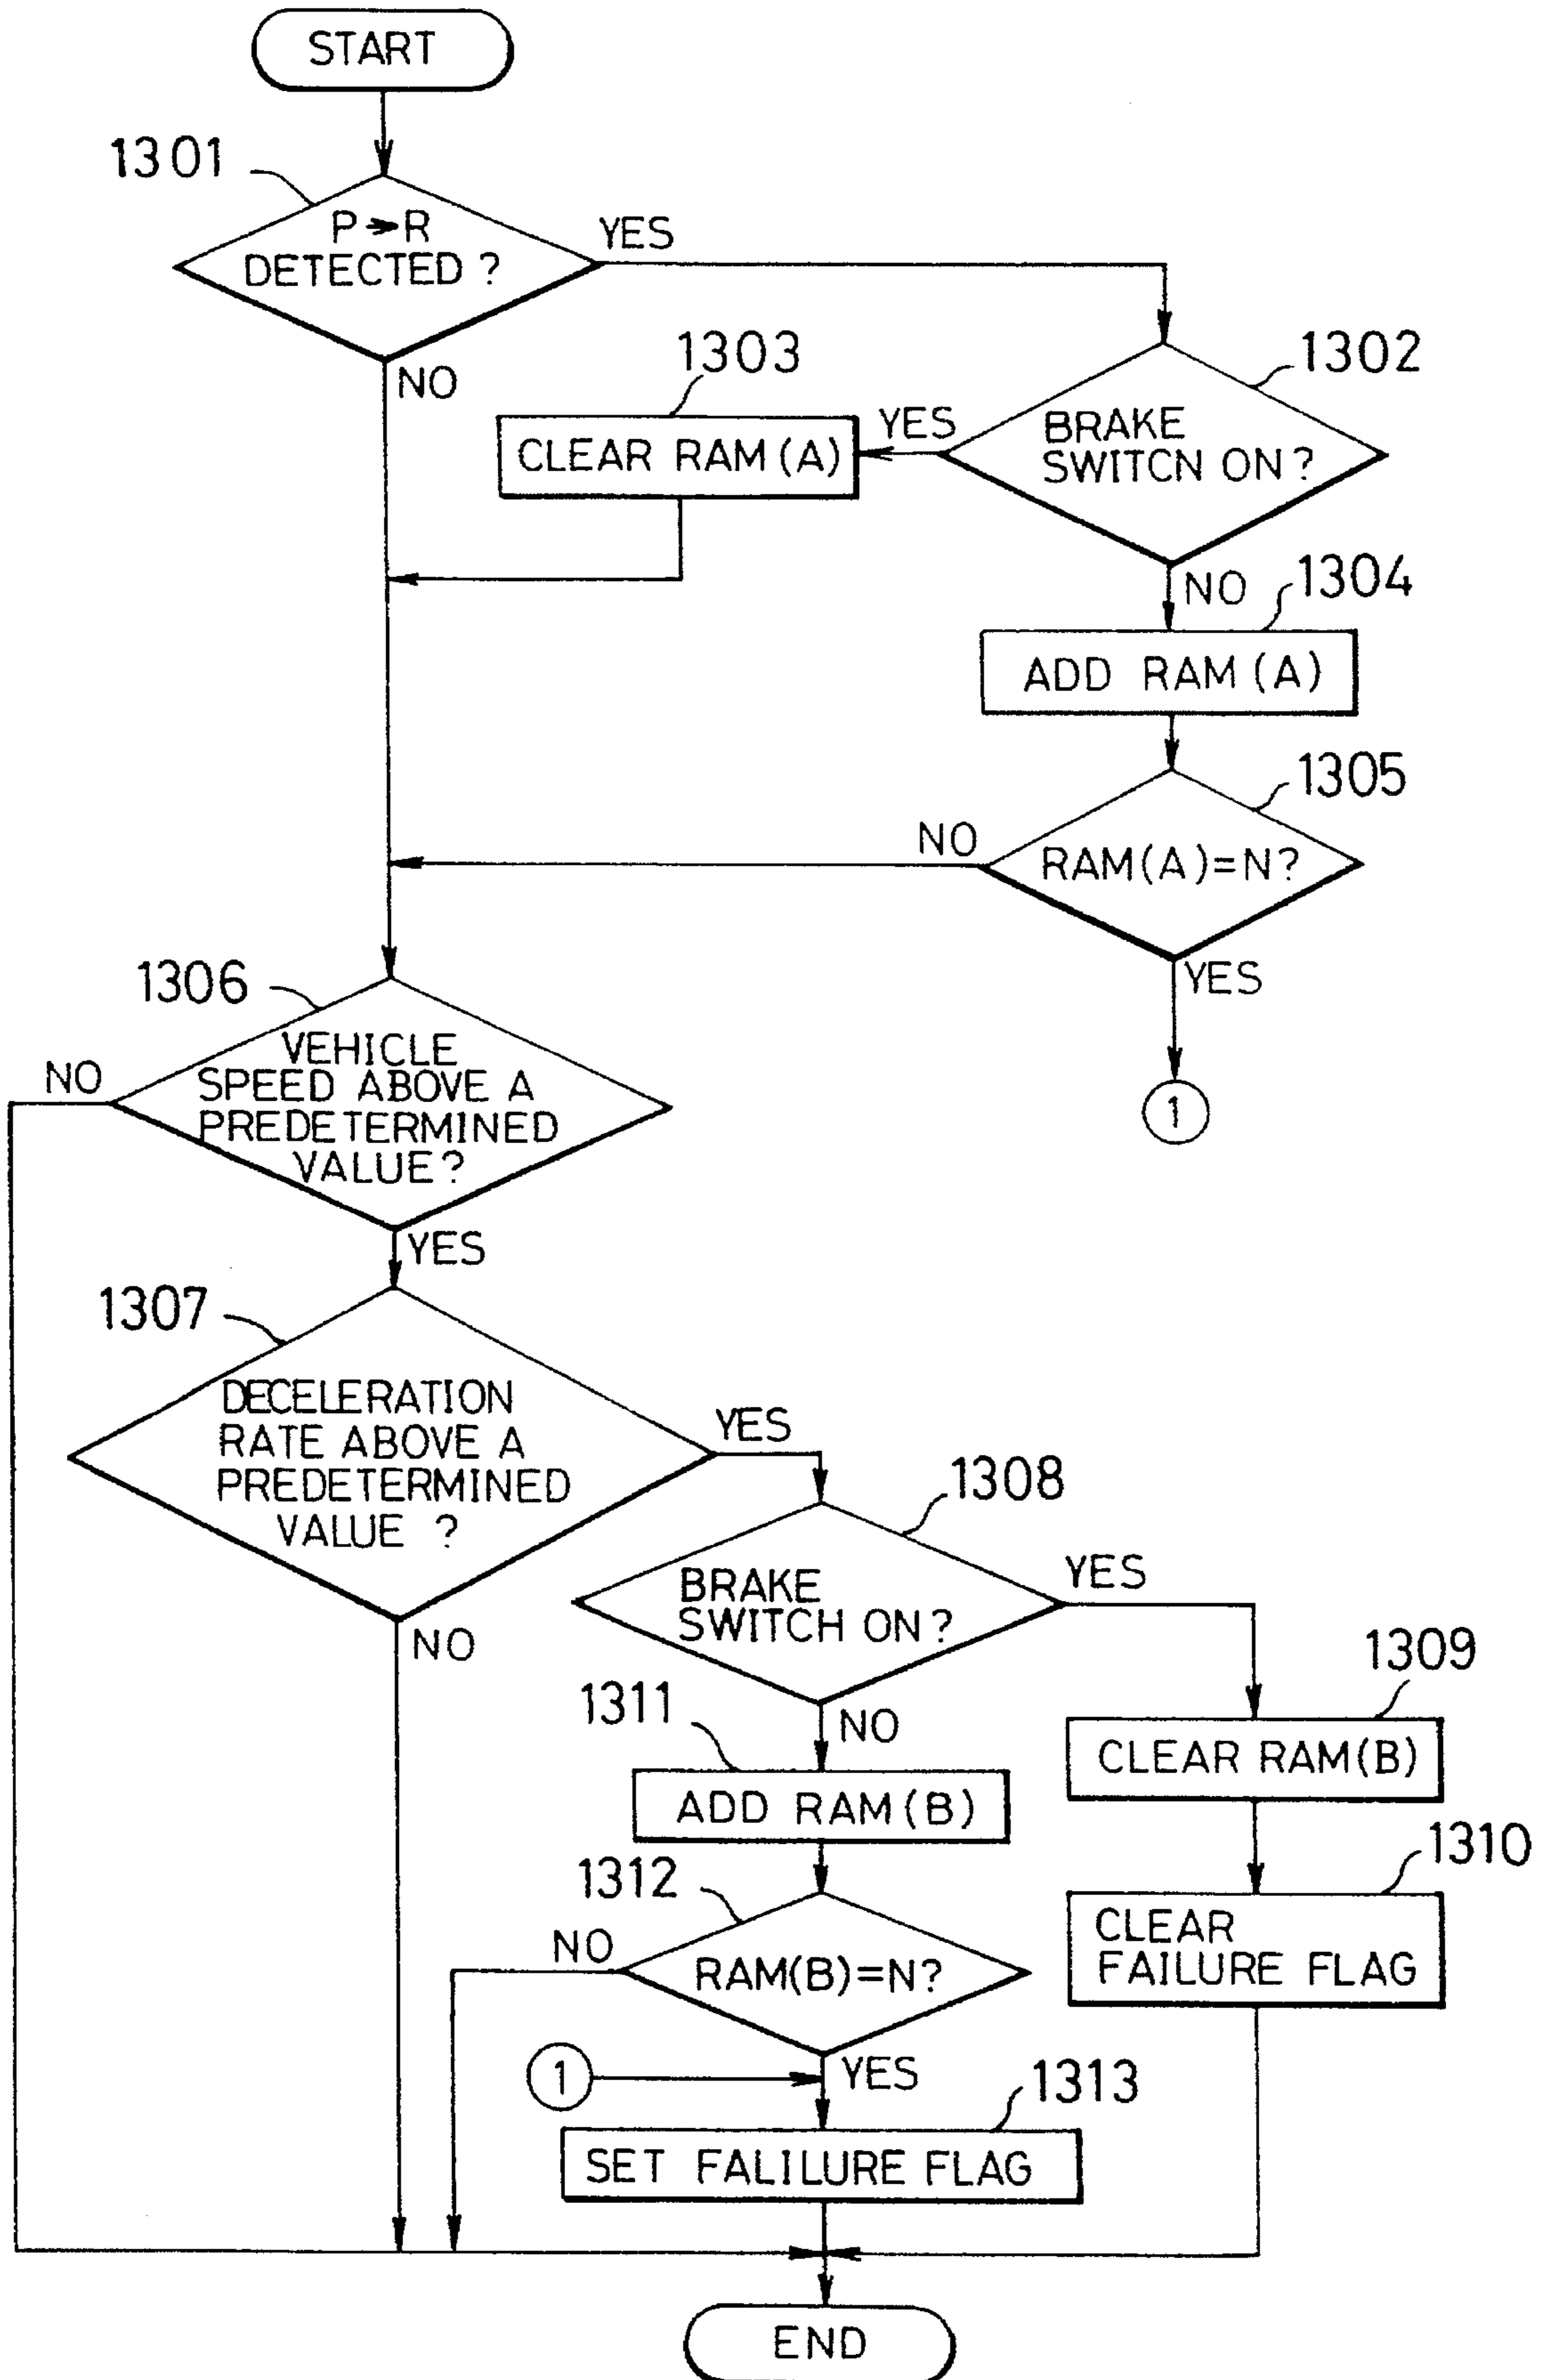 START
1301
P→R
DETECTED?
YES
NO
1303
1302
CLEAR RAM(A)
YES
BRAKE
SWITCN ON?
NO
1304
ADD RAM(A)
1305
NO
RAM(A)=N?
YES
1
1306
NO
VEHICLE
SPEED ABOVE A
PREDETERMINED
VALUE?
YES
1307
DECELERATION
RATE ABOVE A
PREDETERMINED
VALUE ?
YES
NO
1308
BRAKE
SWITCH ON?
YES
1309
1311
NO
CLEAR RAM(B)
ADD RAM(B)
1310
1312
CLEAR
FAILURE FLAG
NO
RAM(B)=N?
1
YES
1313
SET FALILURE FLAG
END